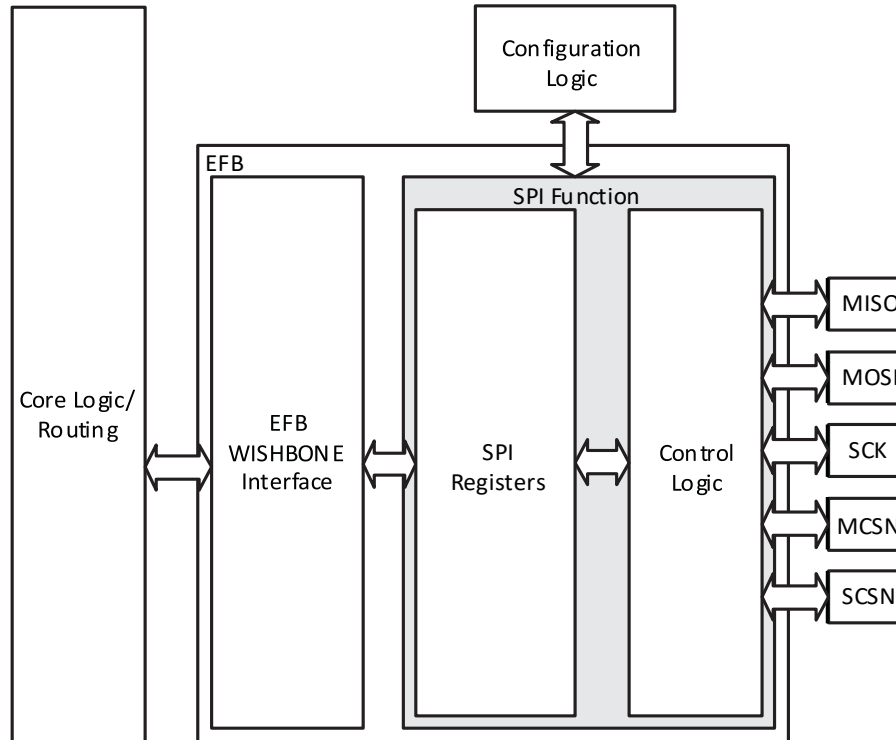 Configuration
Logic
EFB
SPI Function
MISO
MOSI
Core Logic/
Routing
EFB
WISHBONE
Interface
SPI
Registers
Control
Logic
SCK
MCSN
SCSN